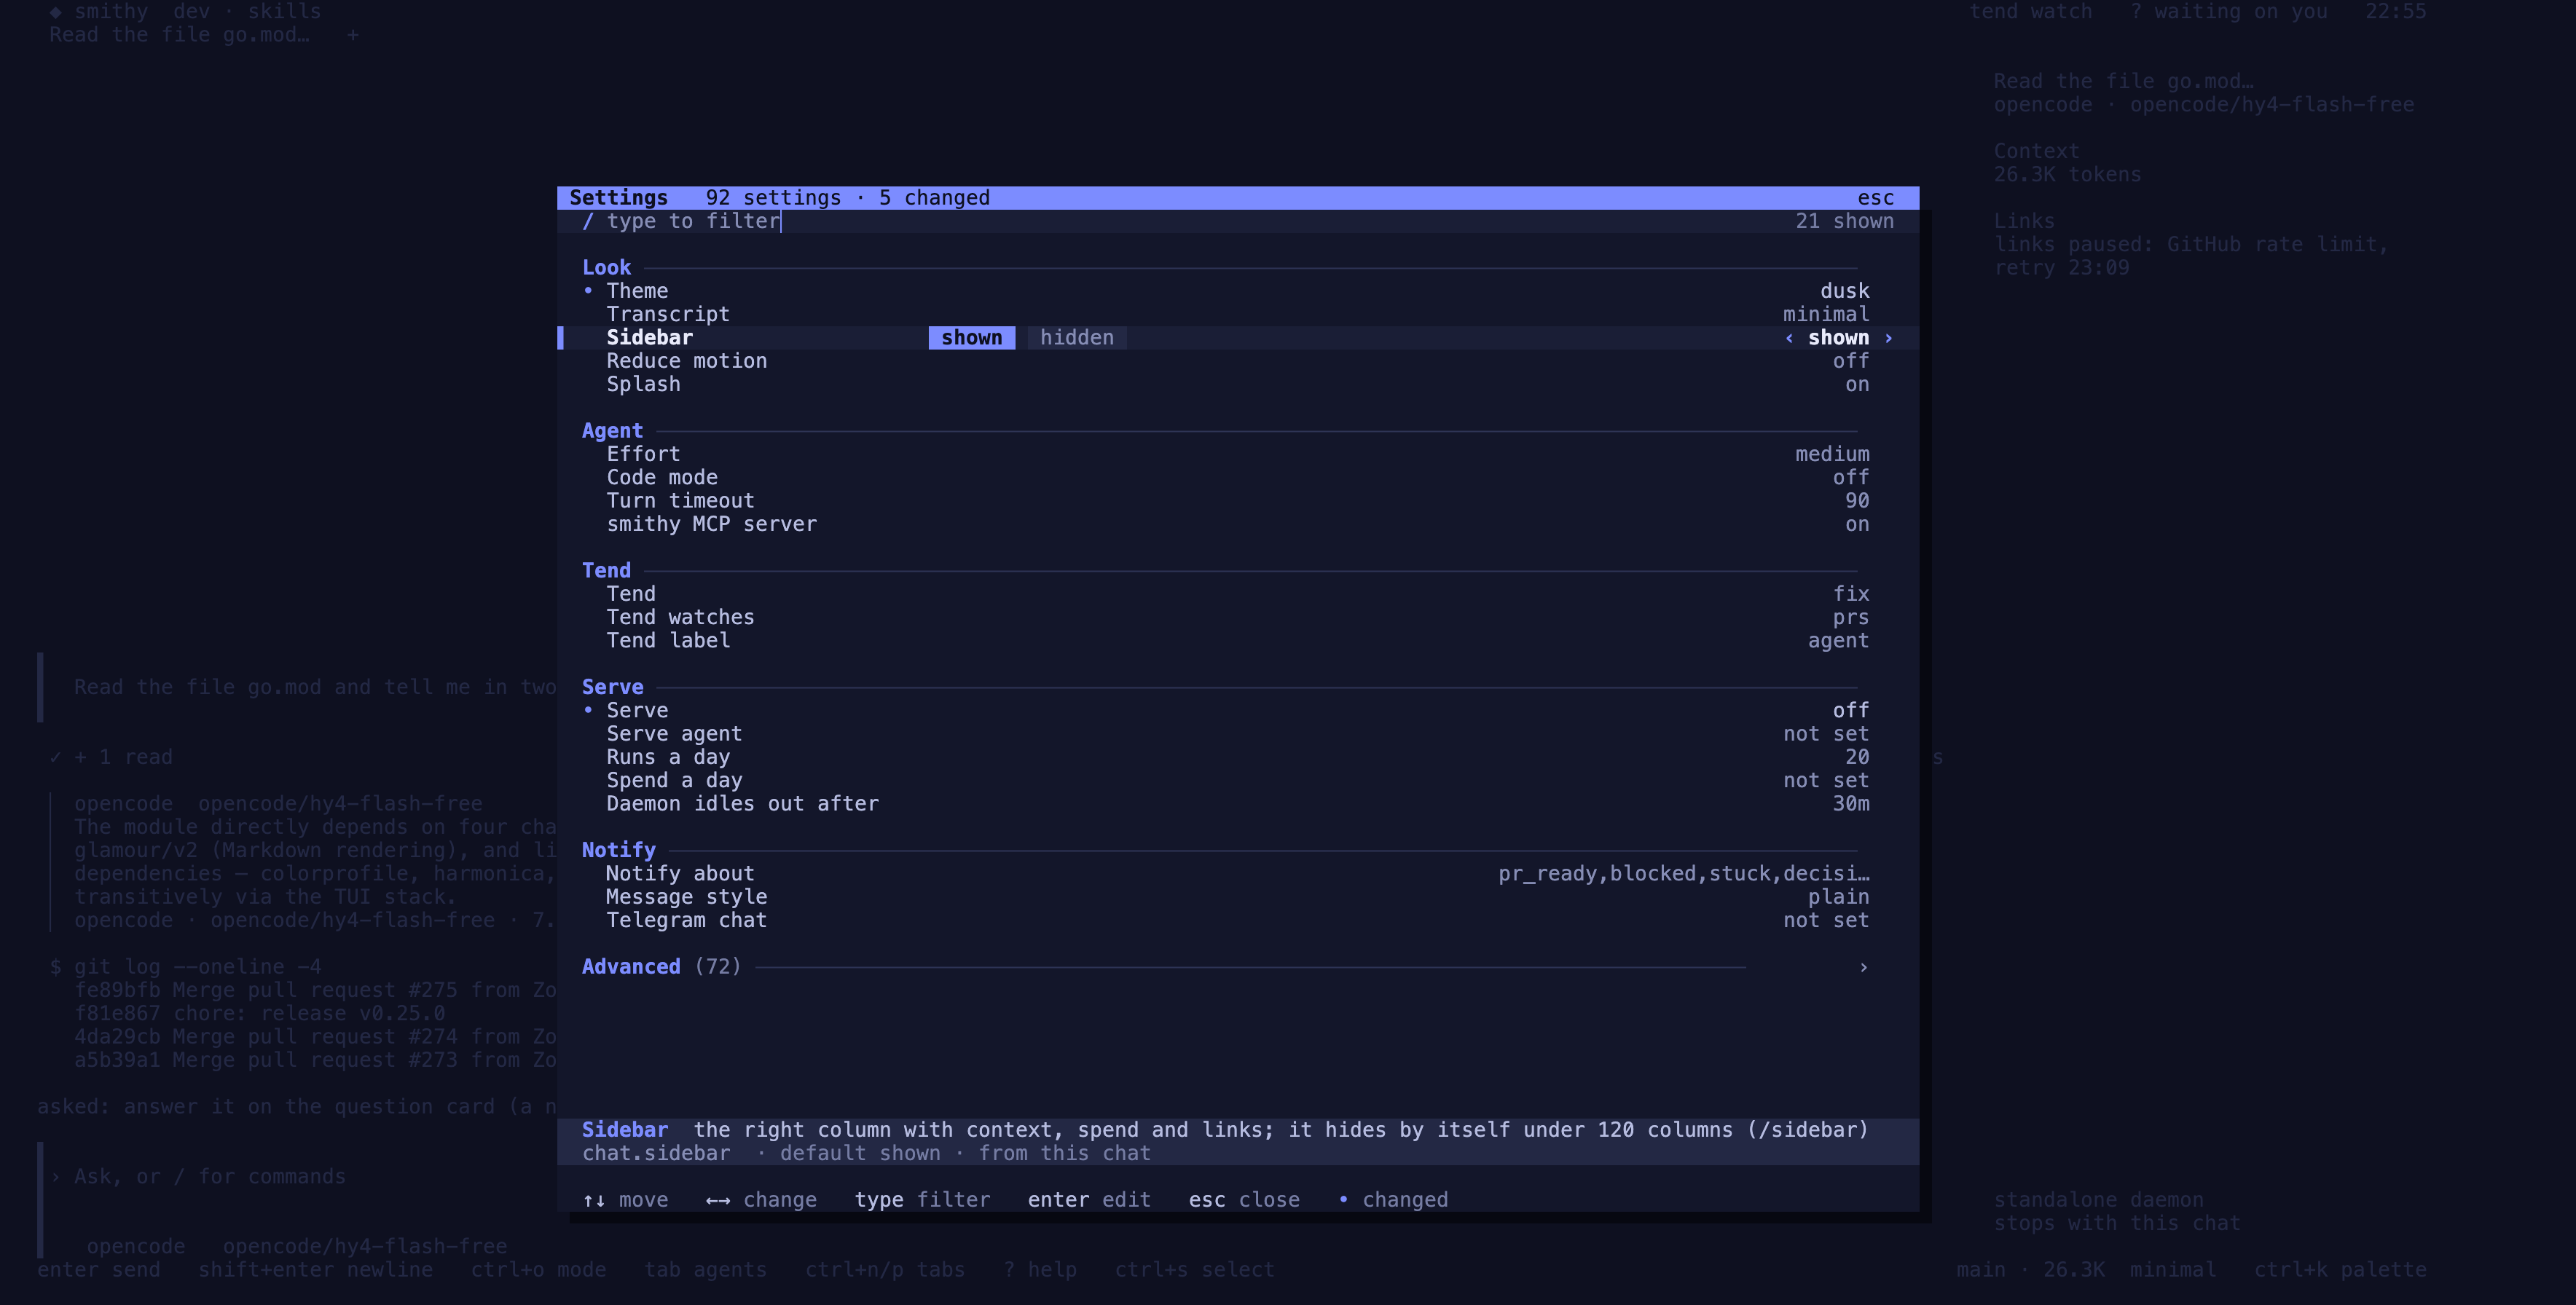 ◆ smithy  dev · skills
tend watch   ? waiting on you   22:55
Read the file go.mod…   +
Read the file go.mod…
opencode · opencode/hy4-flash-free
Context
26.3K tokens
Links
links paused: GitHub rate limit,
retry 23:09
Settings   92 settings · 5 changed   esc
/ type to filter   21 shown
Look
• Theme   dusk
Transcript   minimal
Sidebar   shown   hidden   ‹ shown ›
Reduce motion   off
Splash   on
Agent
Effort   medium
Code mode   off
Turn timeout   90
smithy MCP server   on
Tend
Tend   fix
Tend watches   prs
Tend label   agent
Serve
• Serve   off
Serve agent   not set
Runs a day   20
Spend a day   not set
Daemon idles out after   30m
Notify
Notify about   pr_ready,blocked,stuck,decisi…
Message style   plain
Telegram chat   not set
Advanced (72)   ›
Sidebar  the right column with context, spend and links; it hides by itself under 120 columns (/sidebar)
chat.sidebar  · default shown · from this chat
↑↓ move   ←→ change   type filter   enter edit   esc close   • changed
Read the file go.mod and tell me in two
✓ + 1 read
s
opencode  opencode/hy4-flash-free
The module directly depends on four cha
glamour/v2 (Markdown rendering), and li
dependencies — colorprofile, harmonica,
transitively via the TUI stack.
opencode · opencode/hy4-flash-free · 7.
$ git log --oneline -4
fe89bfb Merge pull request #275 from Zo
f81e867 chore: release v0.25.0
4da29cb Merge pull request #274 from Zo
a5b39a1 Merge pull request #273 from Zo
asked: answer it on the question card (a n
› Ask, or / for commands
opencode   opencode/hy4-flash-free
standalone daemon
stops with this chat
enter send   shift+enter newline   ctrl+o mode   tab agents   ctrl+n/p tabs   ? help   ctrl+s select
main · 26.3K  minimal   ctrl+k palette